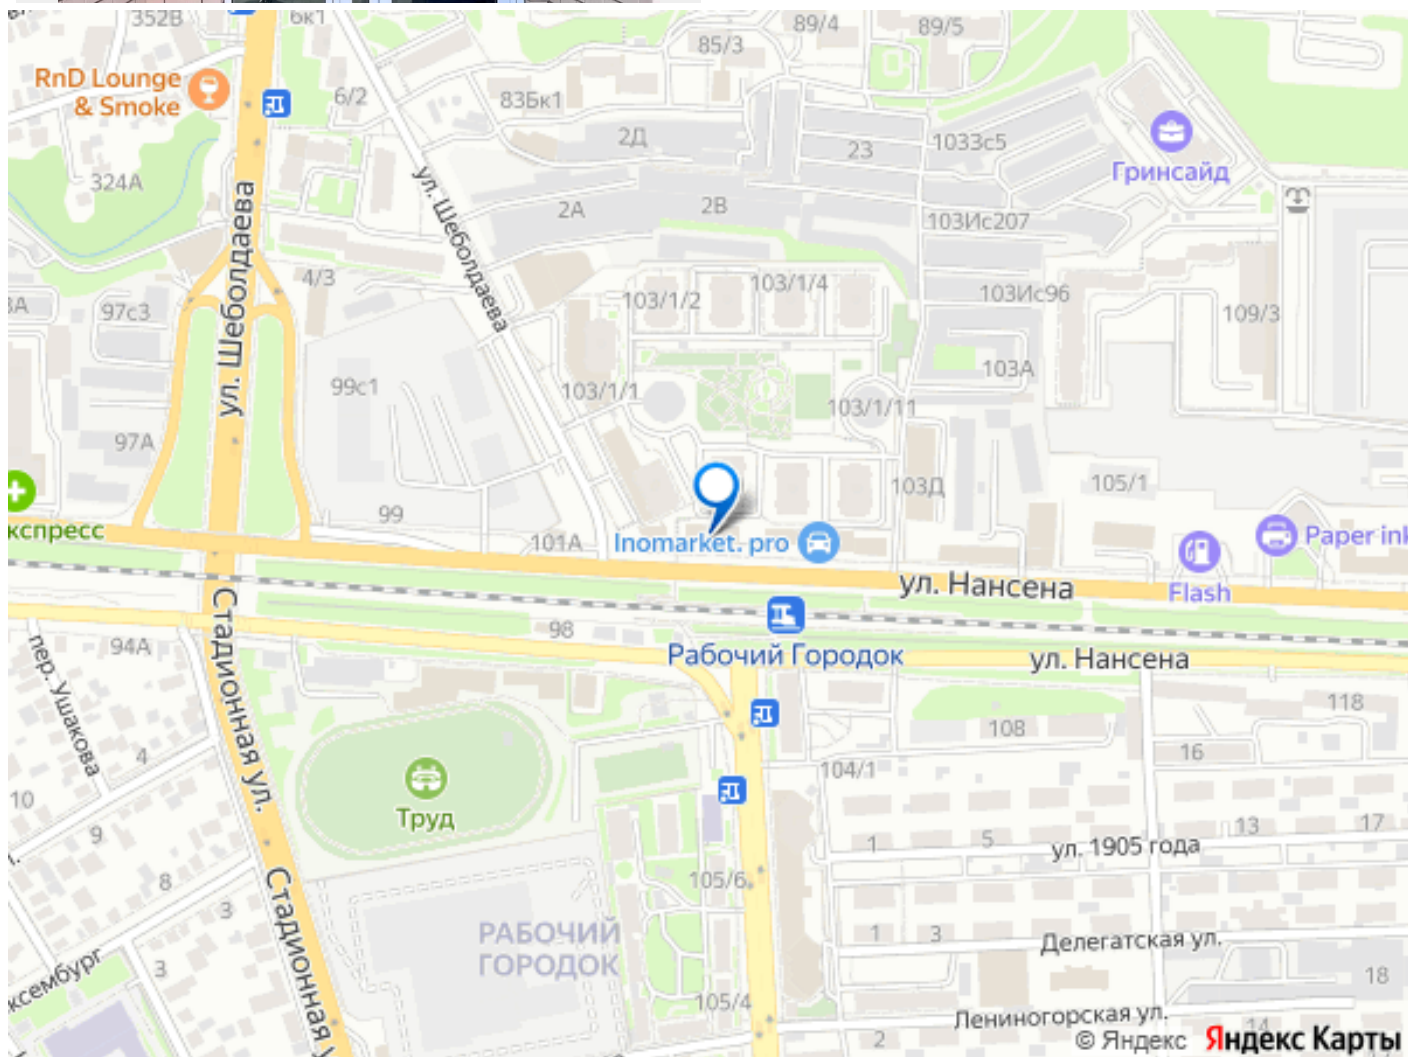 352В
6к1
89/4
89/5
85/3
RnD Lounge
& Smoke
6/2
83Бк1
2Д
23
1033с5
Гринсайд
324А
ул. Шеболдаева
ул. Шеболдаева
2А
2В
103Ис207
4/3
103/1/2
103/1/4
103Ис96
3А
97с3
109/3
99с1
103/1/1
103А
103/1/11
97А
103Д
105/1
99
кспресс
101А
Inomarket. pro
Paper ink
Flash
ул. Нансена
98
94А
Рабочий Городок
ул. Нансена
пер. Ушакова
Стадионная ул.
118
108
16
4
104/1
10
Труд
9
1
5
13
17
ул. 1905 года
8
105/6
3
Стадионная у
РАБОЧИЙ
ГОРОДОК
1
3
Делегатская ул.
ксембург
3
18
105/4
Лениногорская ул.
14
2
© Яндекс
Яндекс Карты